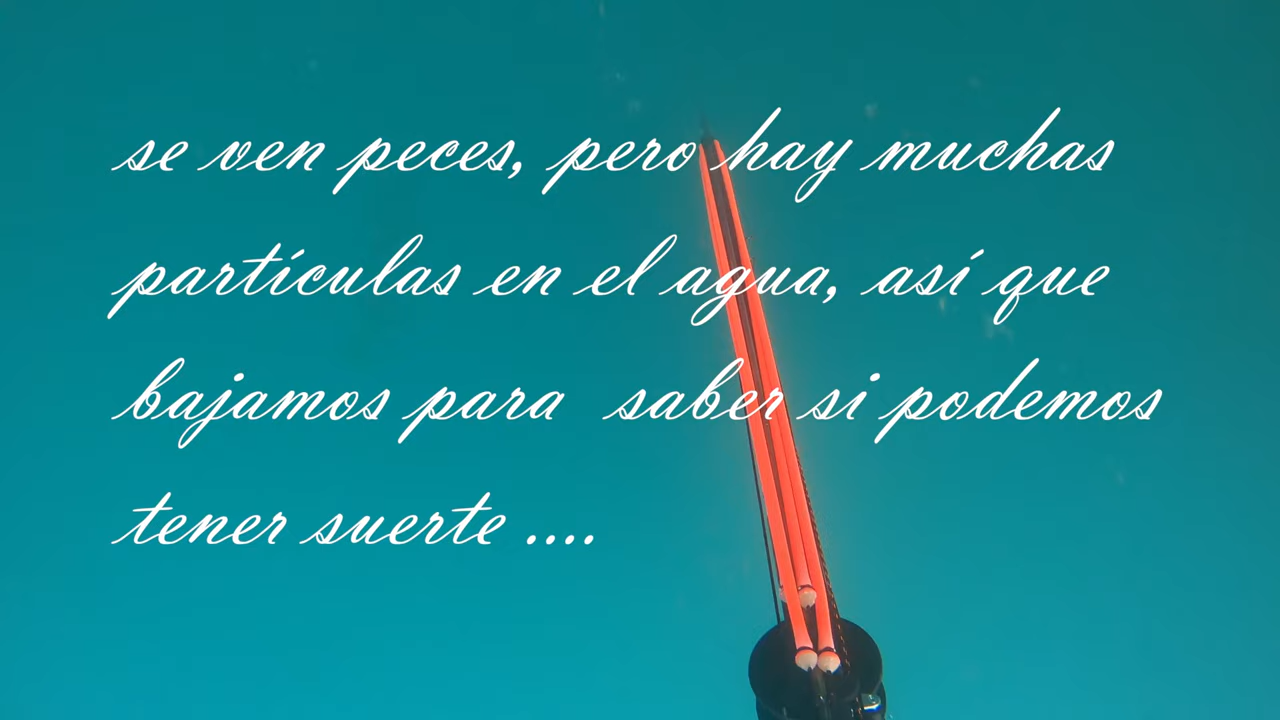 se ven peces, pero hay muchas
partículas en el agua, así que
bajamos para  saber si podemos
tener suerte ....